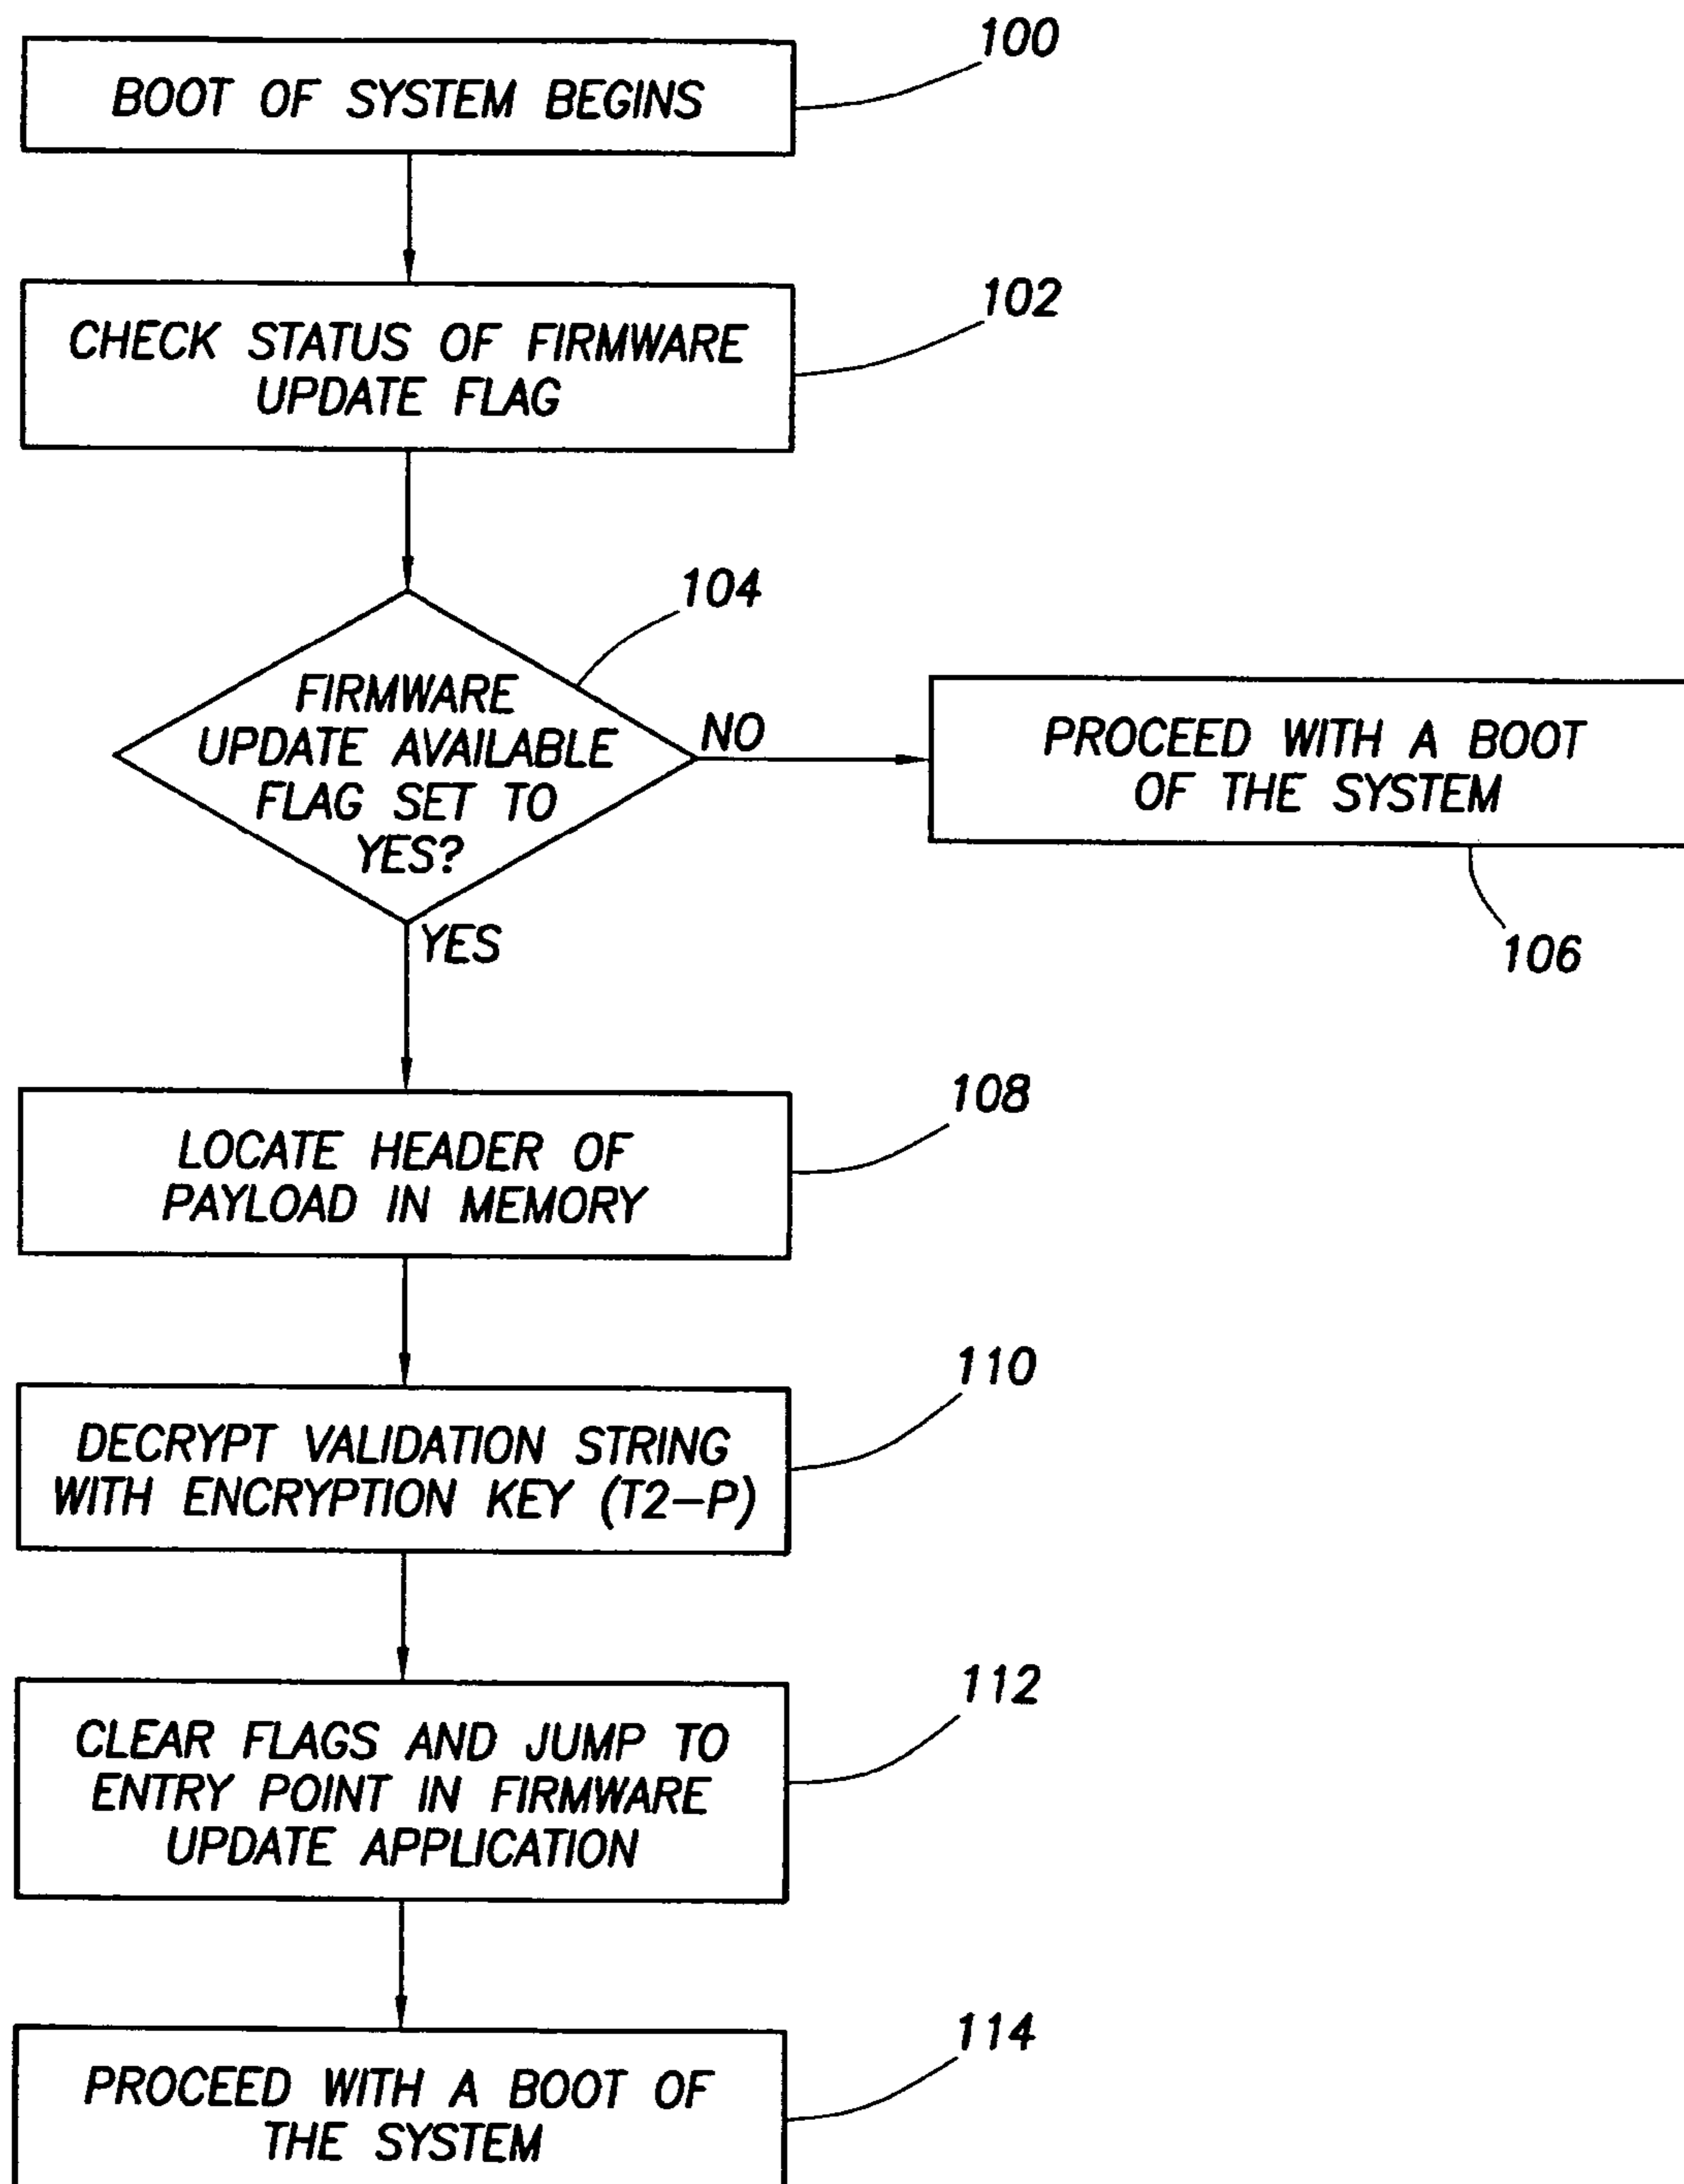 100
BOOT OF SYSTEM BEGINS
102
CHECK STATUS OF FIRMWARE
UPDATE FLAG
104
FIRMWARE
UPDATE AVAILABLE
FLAG SET TO
YES?
NO
PROCEED WITH A BOOT
OF THE SYSTEM
106
YES
108
LOCATE HEADER OF
PAYLOAD IN MEMORY
110
DECRYPT VALIDATION STRING
WITH ENCRYPTION KEY (T2-P)
112
CLEAR FLAGS AND JUMP TO
ENTRY POINT IN FIRMWARE
UPDATE APPLICATION
114
PROCEED WITH A BOOT OF
THE SYSTEM